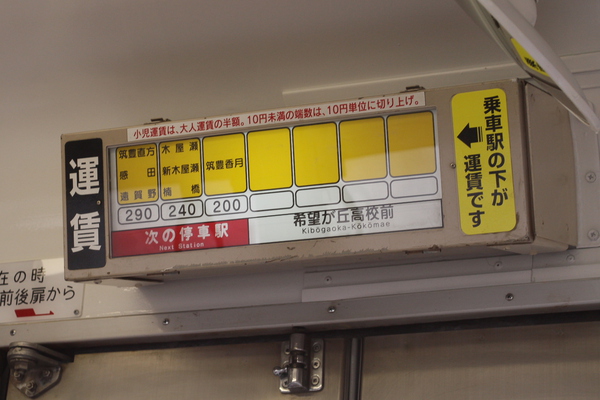 小児運賃は、大人運賃の半額。10円未満の端数は、10円単位に切り上げ。
運賃
筑豊直方
感田
遠賀野
290
木屋瀬
新木屋瀬
楠橋
240
筑豊香月
200
次の停車駅
Next Station
希望が丘高校前
Kibōgaoka-Kōkōmae
乗車駅の下が
運賃です
在の時
前後扉から